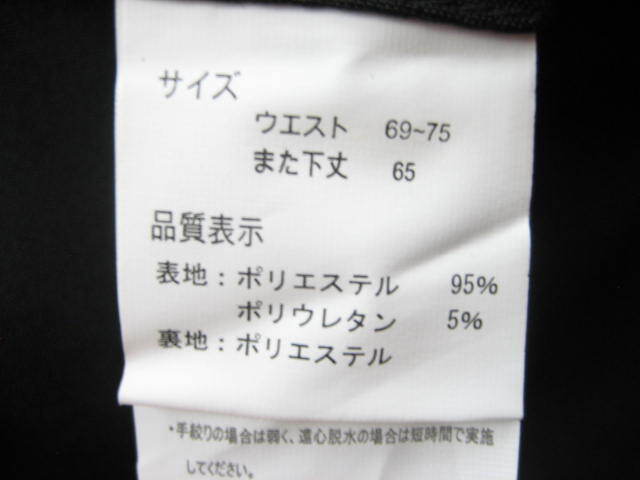 サイズ
ウエスト 69~75
また下丈 65
品質表示
表地：ポリエステル 95%
ポリウレタン 5%
裏地：ポリエステル
・手絞りの場合は弱く、遠心脱水の場合は短時間で実施
してください。